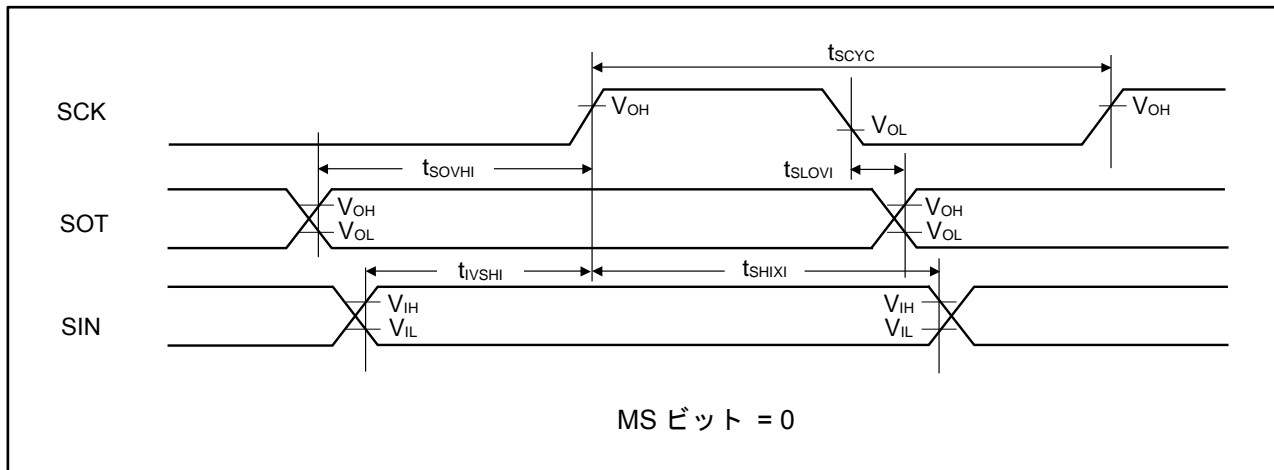 tSCYC
SCK
VOH
VOL
VOH
tSOVHI
tSLOVI
SOT
VOH
VOL
VOH
VOL
tIVSHI
tSHIXI
SIN
VIH
VIL
VIH
VIL
MS ビット = 0